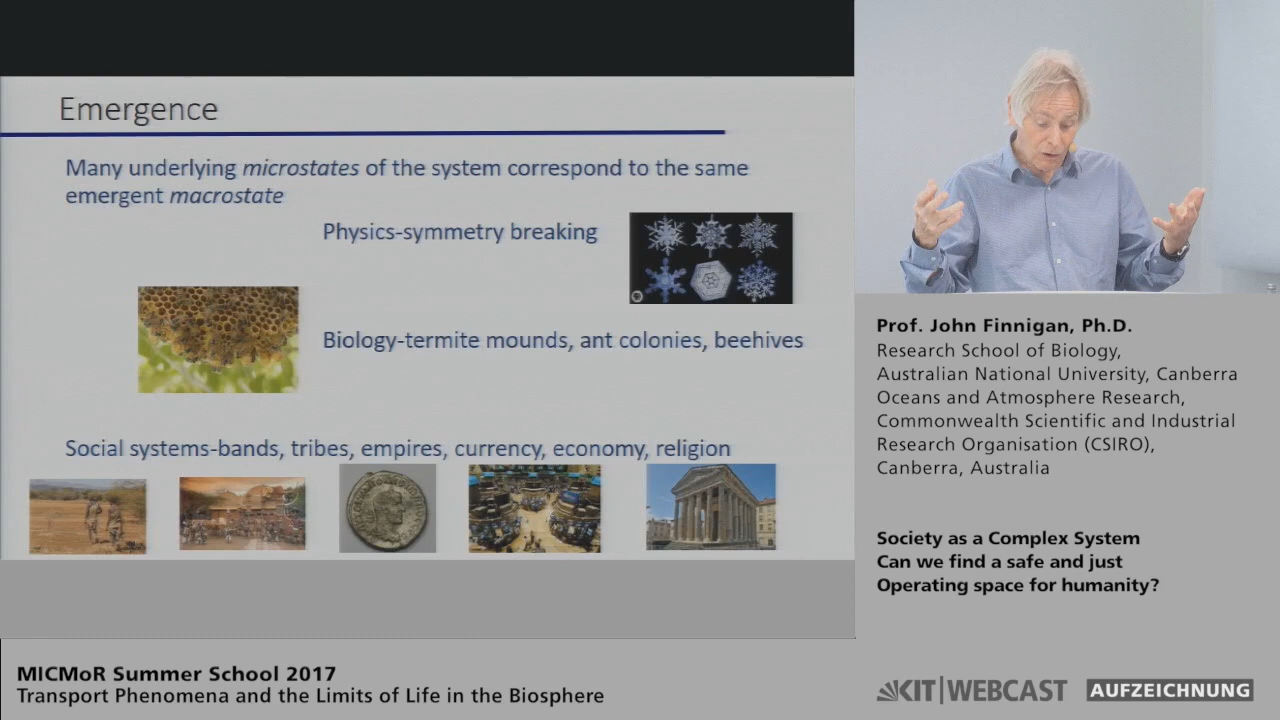 Emergence
Many underlying microstates of the system correspond to the same
emergent macrostate
Physics-symmetry breaking
Biology-termite mounds, ant colonies, beehives
Social systems-bands, tribes, empires, currency, economy, religion
Prof. John Finnigan, Ph.D.
Research School of Biology,
Australian National University, Canberra
Oceans and Atmosphere Research,
Commonwealth Scientific and Industrial
Research Organisation (CSIRO),
Canberra, Australia
Society as a Complex System
Can we find a safe and just
Operating space for humanity?
MICMoR Summer School 2017
Transport Phenomena and the Limits of Life in the Biosphere
KIT|WEBCAST AUFZEICHNUNG